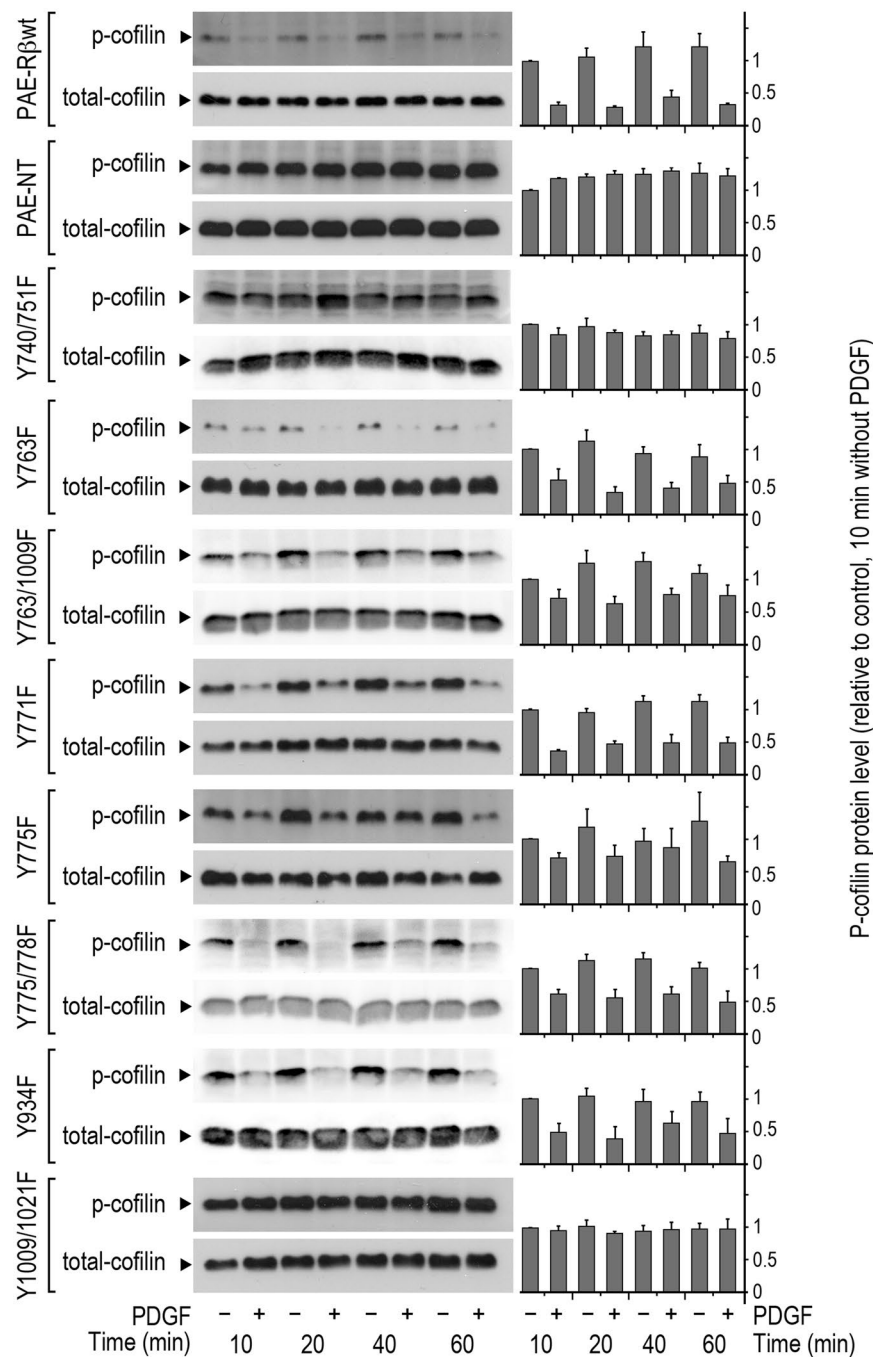 PAE-Rβwt
p-cofilin
total-cofilin
1
0.5
0
PAE-NT
p-cofilin
total-cofilin
1
0.5
0
Y740/751F
p-cofilin
total-cofilin
1
0.5
0
Y763F
p-cofilin
total-cofilin
1
0.5
0
Y763/1009F
p-cofilin
total-cofilin
1
0.5
0
Y771F
p-cofilin
total-cofilin
1
0.5
0
Y775F
p-cofilin
total-cofilin
1
0.5
0
Y775/778F
p-cofilin
total-cofilin
1
0.5
0
Y934F
p-cofilin
total-cofilin
1
0.5
0
Y1009/1021F
p-cofilin
total-cofilin
1
0.5
0
P-cofilin protein level (relative to control, 10 min without PDGF)
PDGF − + − + − + − + − + − + − + − + PDGF
Time (min) 10 20 40 60 10 20 40 60 Time (min)